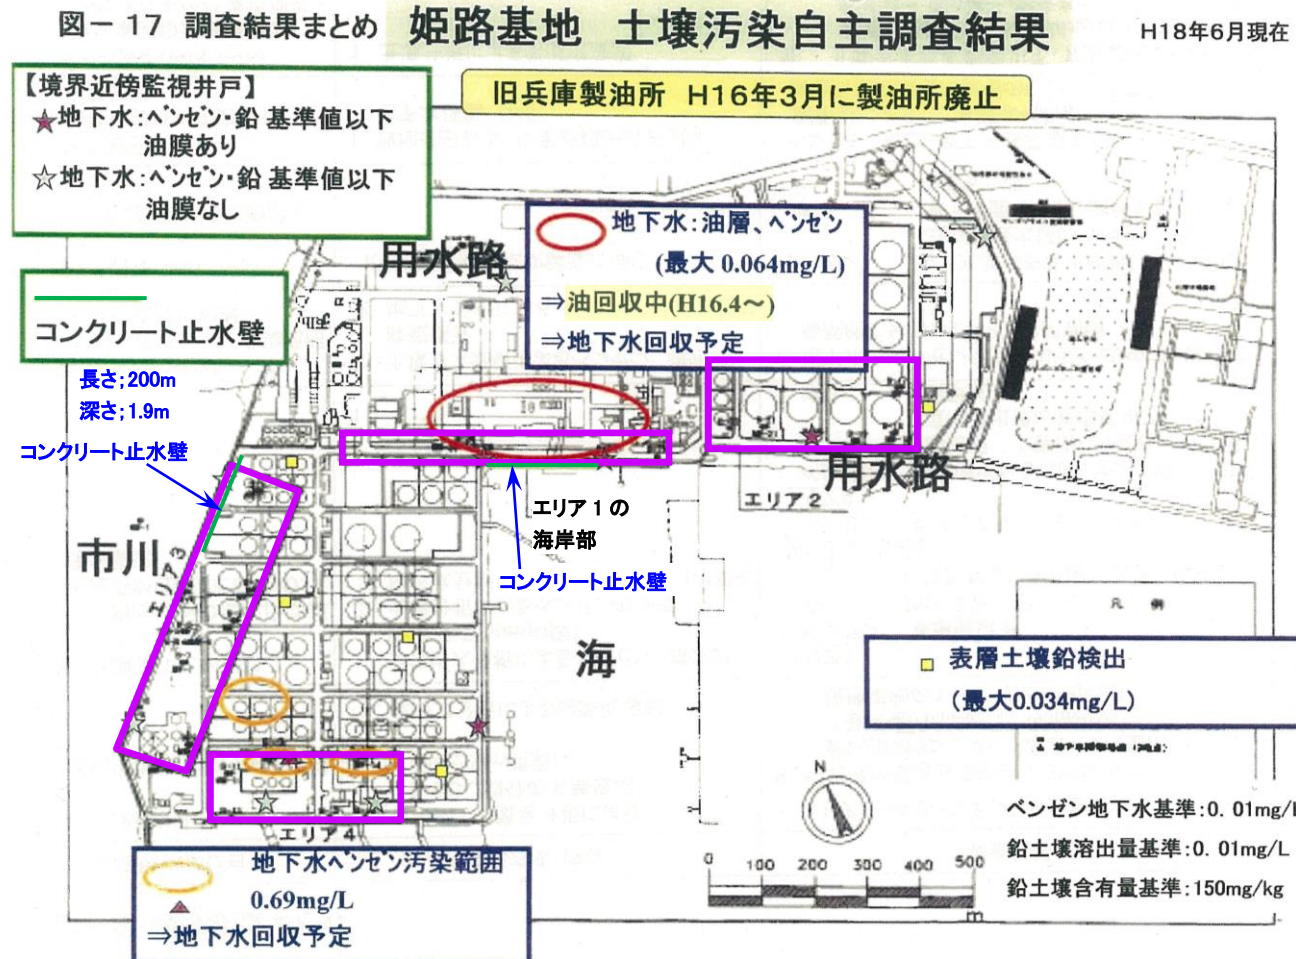 図－17 調査結果まとめ 姫路基地 土壌汚染自主調査結果 H18年6月現在
【境界近傍監視井戸】
地下水:ベンゼン・鉛 基準値以下
油膜あり
地下水:ベンゼン・鉛 基準値以下
油膜なし
旧兵庫製油所 H16年3月に製油所廃止
用水路
地下水:油層、ベンゼン
(最大 0.064mg/L)
⇒油回収中(H16.4～)
⇒地下水回収予定
コンクリート止水壁
長さ;200m
深さ;1.9m
コンクリート止水壁
用水路
エリア2
エリア1の
海岸部
コンクリート止水壁
市川
エリア3
海
凡 例
表層土壌鉛検出
(最大0.034mg/L)
N
ベンゼン地下水基準:0.01mg/
鉛土壌溶出量基準:0.01mg/L
鉛土壌含有量基準:150mg/kg
0 100 200 300 400 500
m
エリア4
地下水ベンゼン汚染範囲
0.69mg/L
⇒地下水回収予定